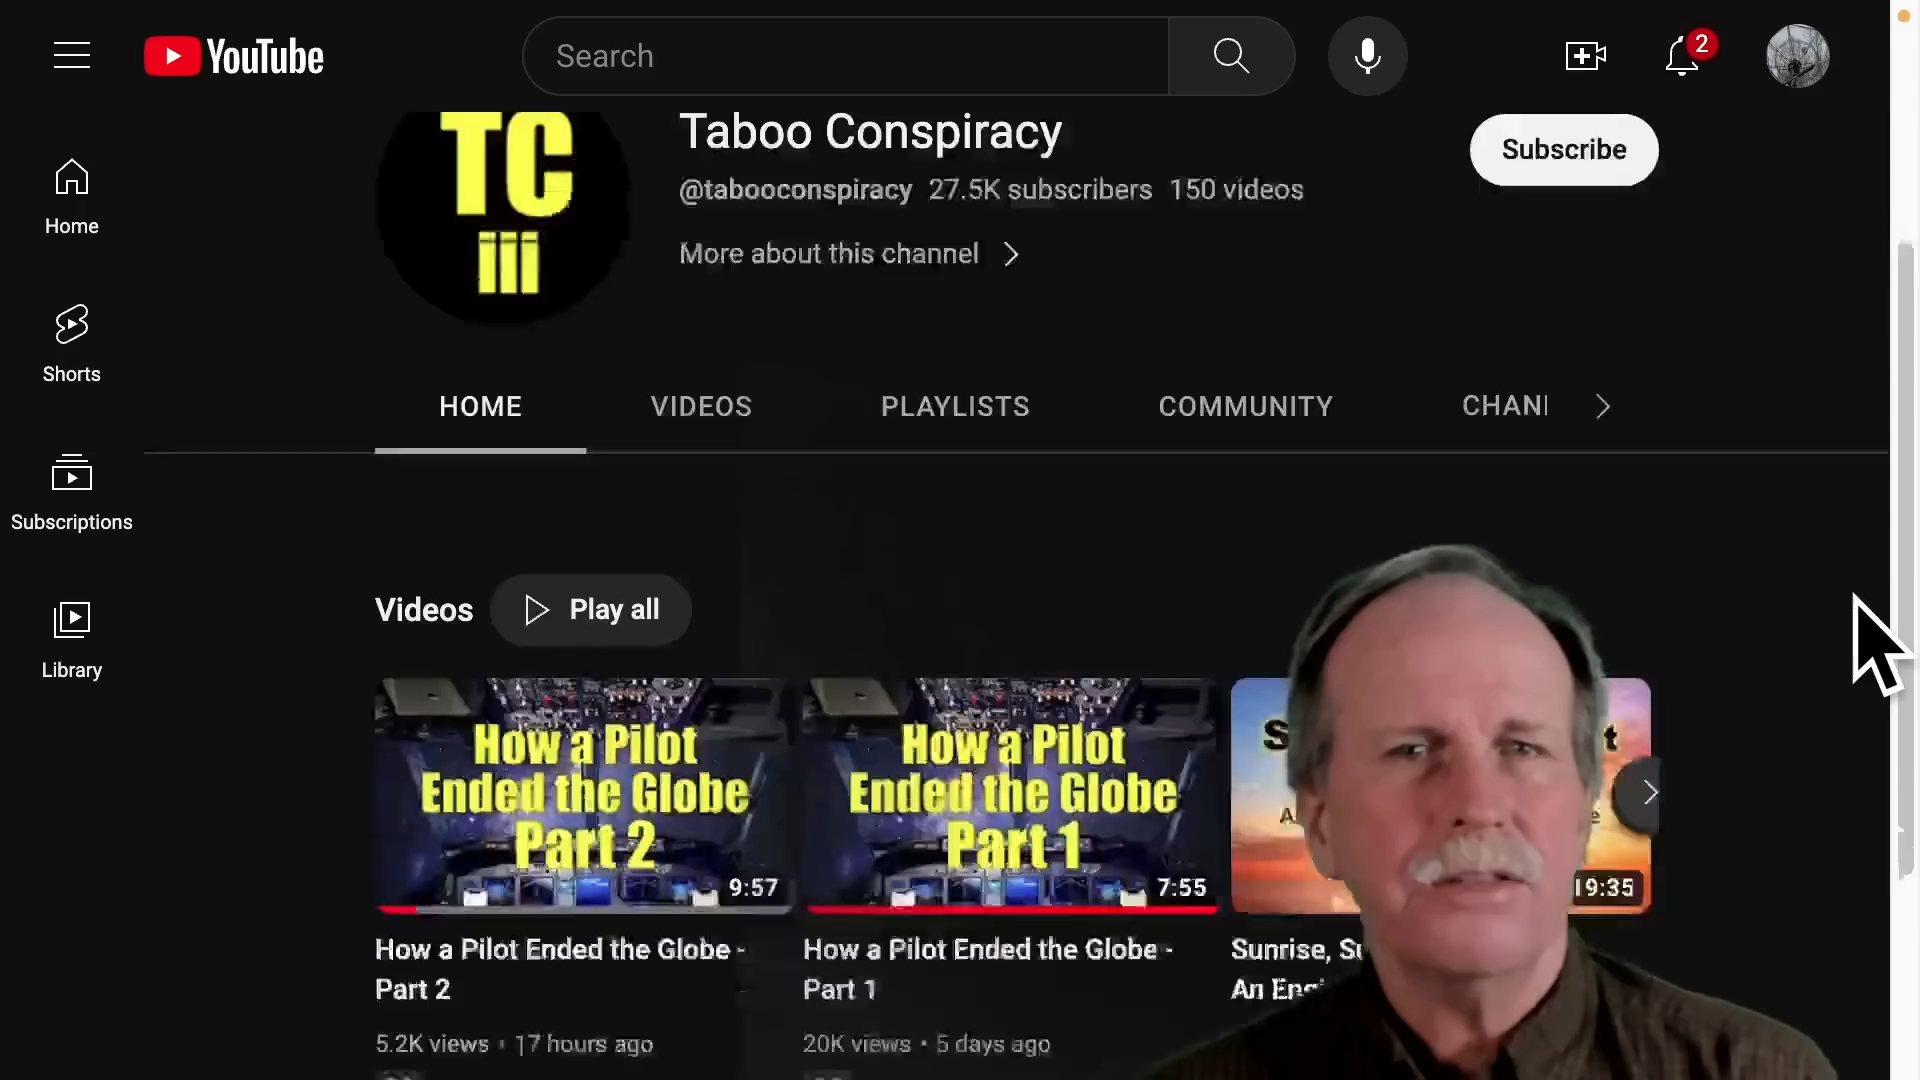 YouTube
Search
2
Home
Shorts
Subscriptions
Library
TC
iii
Taboo Conspiracy
@tabooconspiracy 27.5K subscribers 150 videos
More about this channel
Subscribe
HOME VIDEOS PLAYLISTS COMMUNITY CHAN
Videos
Play all
How a Pilot
Ended the Globe
Part 2
9:57
How a Pilot
Ended the Globe
Part 1
7:55
19:35
How a Pilot Ended the Globe -
Part 2
5.2K views • 17 hours ago
How a Pilot Ended the Globe -
Part 1
20K views • 5 days ago
Sunrise,
An